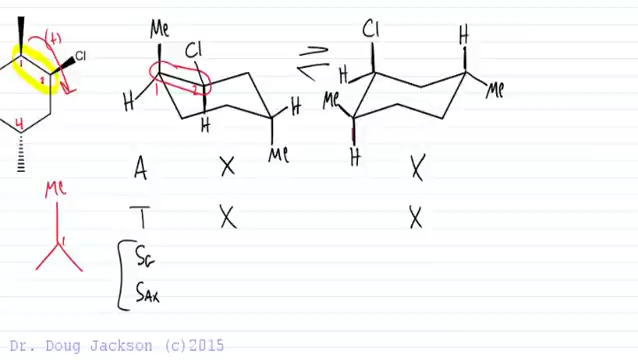 (+)
Cl
1
2
4
Me
1
Me
Cl
1
2
H
H
H
Me
Cl
H
H
Me
Me
H
A X X
T X X
SG
SAX
Dr. Doug Jackson (c)2015